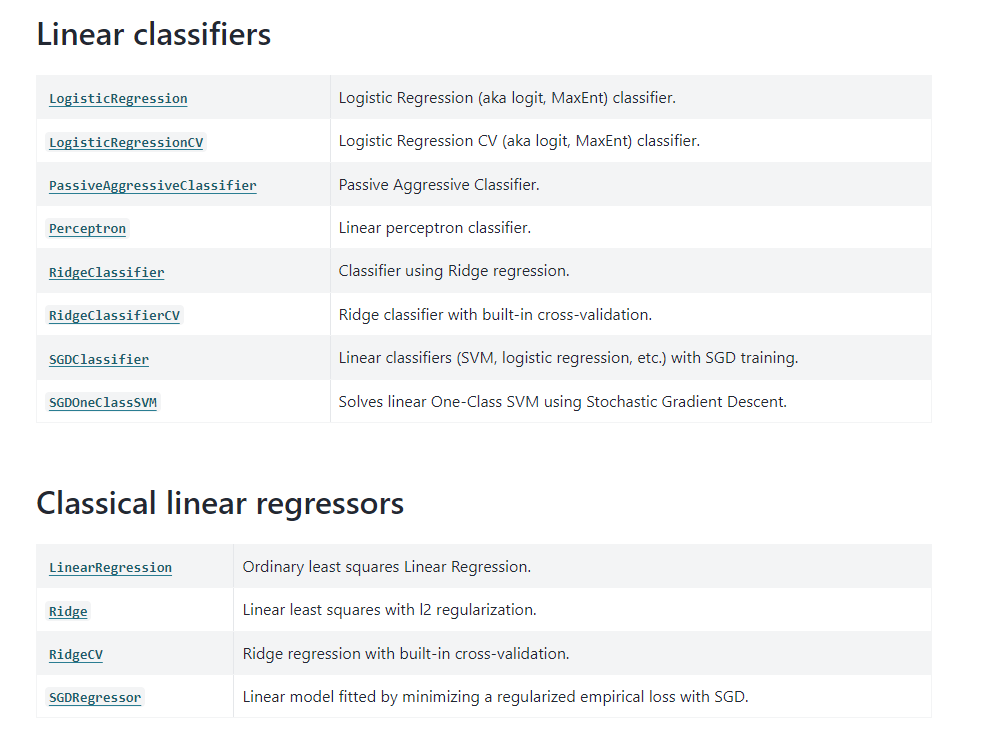 Linear classifiers
LogisticRegression Logistic Regression (aka logit, MaxEnt) classifier.
LogisticRegressionCV Logistic Regression CV (aka logit, MaxEnt) classifier.
PassiveAggressiveClassifier Passive Aggressive Classifier.
Perceptron Linear perceptron classifier.
RidgeClassifier Classifier using Ridge regression.
RidgeClassifierCV Ridge classifier with built-in cross-validation.
SGDClassifier Linear classifiers (SVM, logistic regression, etc.) with SGD training.
SGDOneClassSVM Solves linear One-Class SVM using Stochastic Gradient Descent.
Classical linear regressors
LinearRegression Ordinary least squares Linear Regression.
Ridge Linear least squares with l2 regularization.
RidgeCV Ridge regression with built-in cross-validation.
SGDRegressor Linear model fitted by minimizing a regularized empirical loss with SGD.